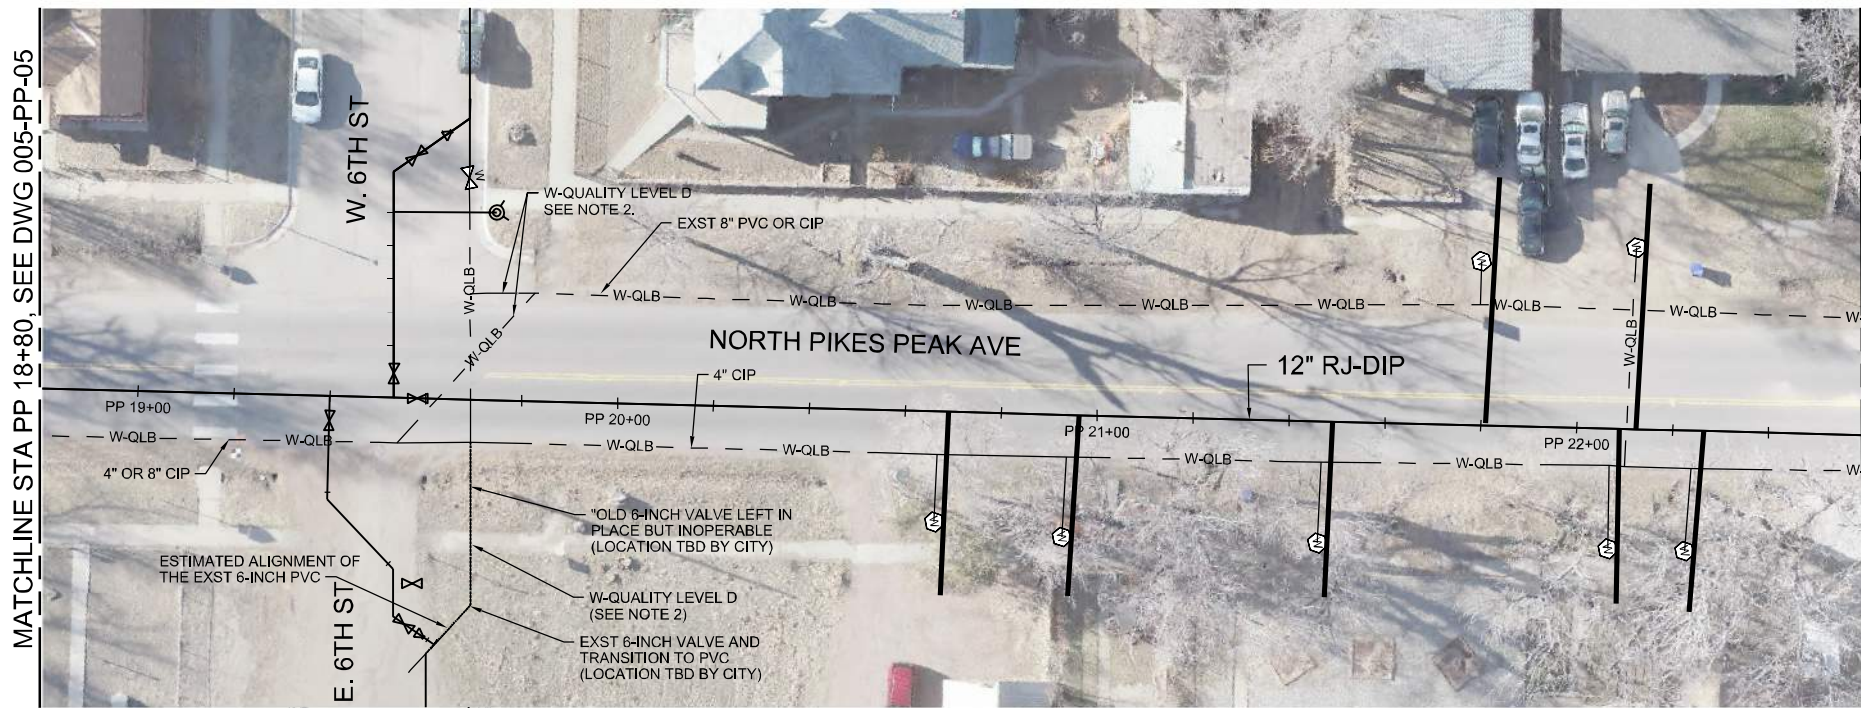 MATCHLINE STA PP 18+80, SEE DWG 005-PP-05
W. 6TH ST
W
W-QUALITY LEVEL D
SEE NOTE 2.
EXST 8" PVC OR CIP
W-QLB
W-QLB
W-QLB
W-QLB
W-QLB
W-QLB
W-QLB
W-QLB
W-QLB
W-
W-QLB
W-QLB
W
W
NORTH PIKES PEAK AVE
12" RJ-DIP
4" CIP
PP 19+00
PP 20+00
PP 21+00
PP 22+00
W-QLB
W-QLB
W-QLB
W-QLB
W-QLB
W-QLB
W-QLB
W-
4" OR 8" CIP
"OLD 6-INCH VALVE LEFT IN
PLACE BUT INOPERABLE
(LOCATION TBD BY CITY)
W
W
W
W
W
ESTIMATED ALIGNMENT OF
THE EXST 6-INCH PVC
W-QUALITY LEVEL D
(SEE NOTE 2)
EXST 6-INCH VALVE AND
TRANSITION TO PVC
(LOCATION TBD BY CITY)
E. 6TH ST